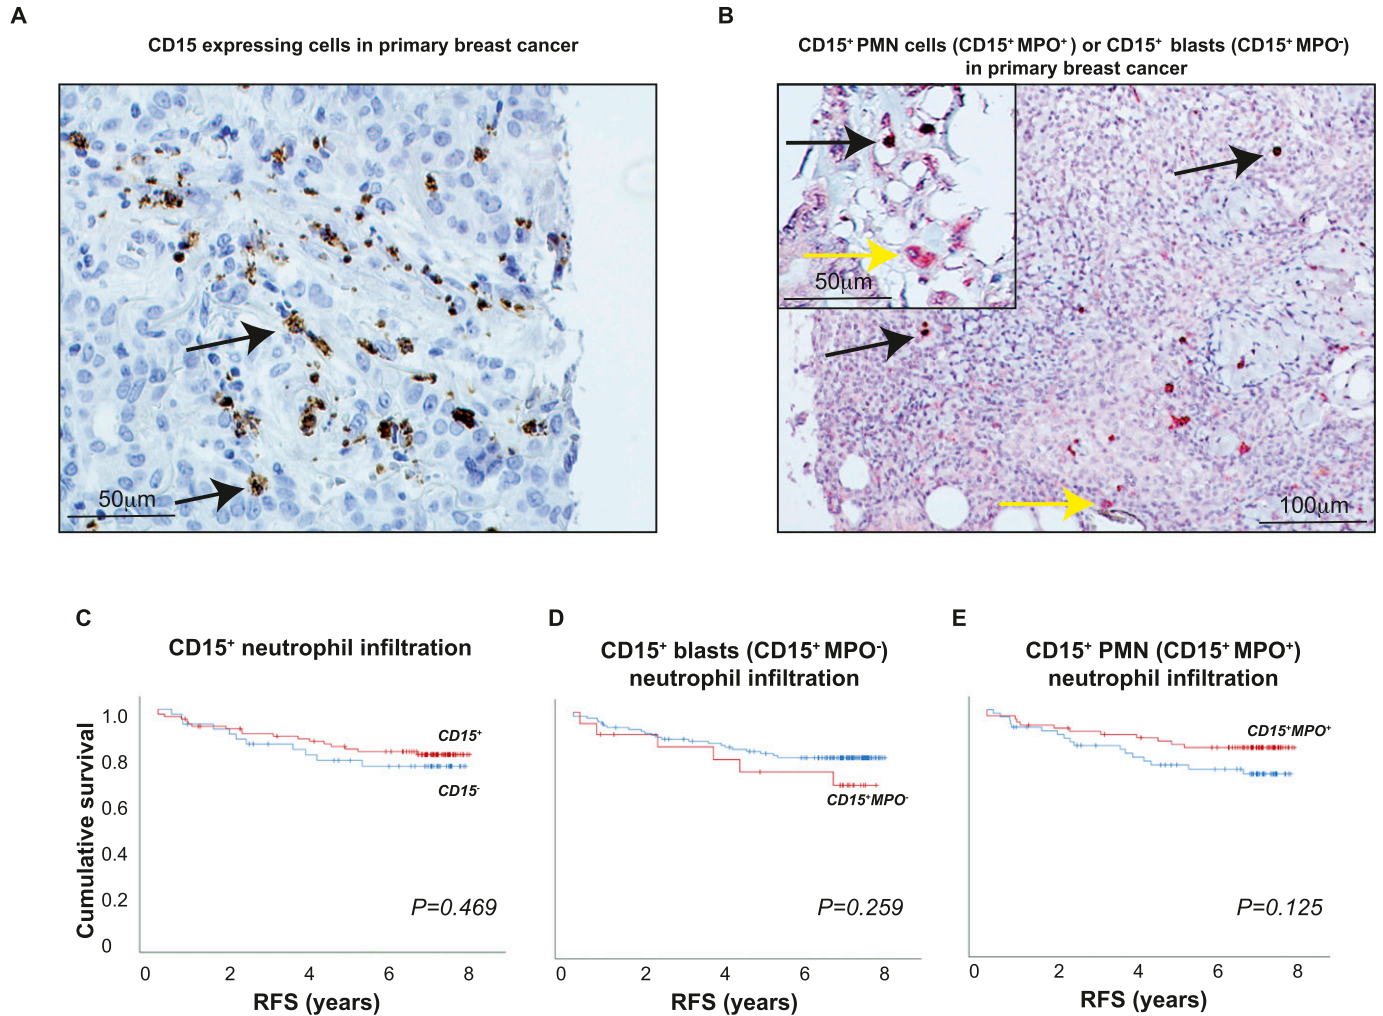 A
CD15 expressing cells in primary breast cancer
50μm
B
CD15⁺ PMN cells (CD15⁺MPO⁺) or CD15⁺ blasts (CD15⁺MPO⁻)
in primary breast cancer
50μm
100μm
C
CD15⁺ neutrophil infiltration
Cumulative survival
1.0
0.8
0.6
0.4
0.2
0
CD15⁺
CD15⁻
P=0.469
0 2 4 6 8
RFS (years)
D
CD15⁺ blasts (CD15⁺MPO⁻)
neutrophil infiltration
CD15⁺MPO⁻
P=0.259
0 2 4 6 8
RFS (years)
E
CD15⁺ PMN (CD15⁺MPO⁺)
neutrophil infiltration
CD15⁺MPO⁺
P=0.125
0 2 4 6 8
RFS (years)